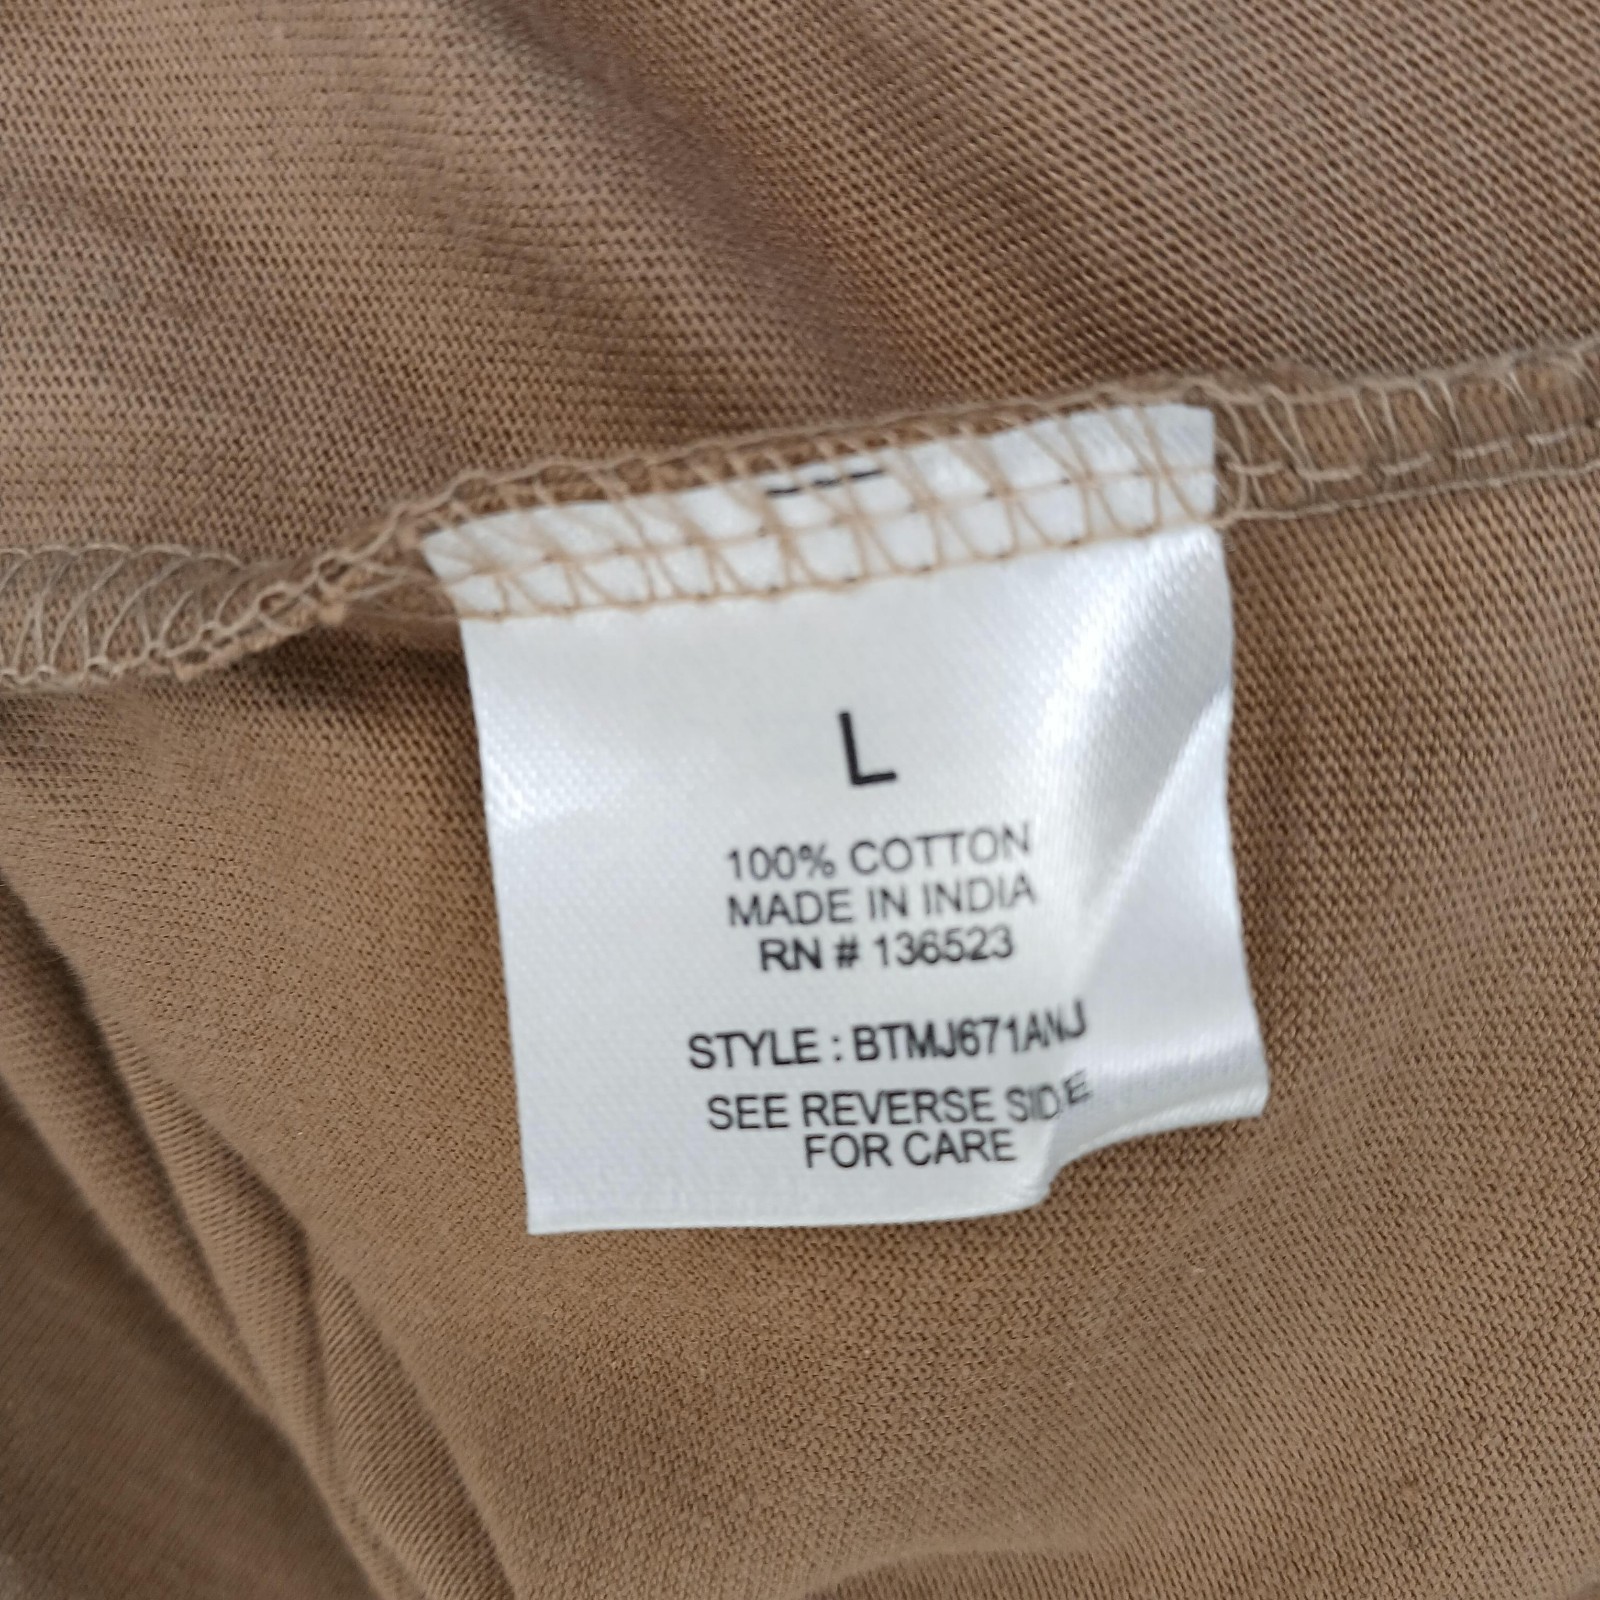 L
100% COTTON
MADE IN INDIA
RN # 136523
STYLE : BTMJ671ANJ
SEE REVERSE SIDE
FOR CARE